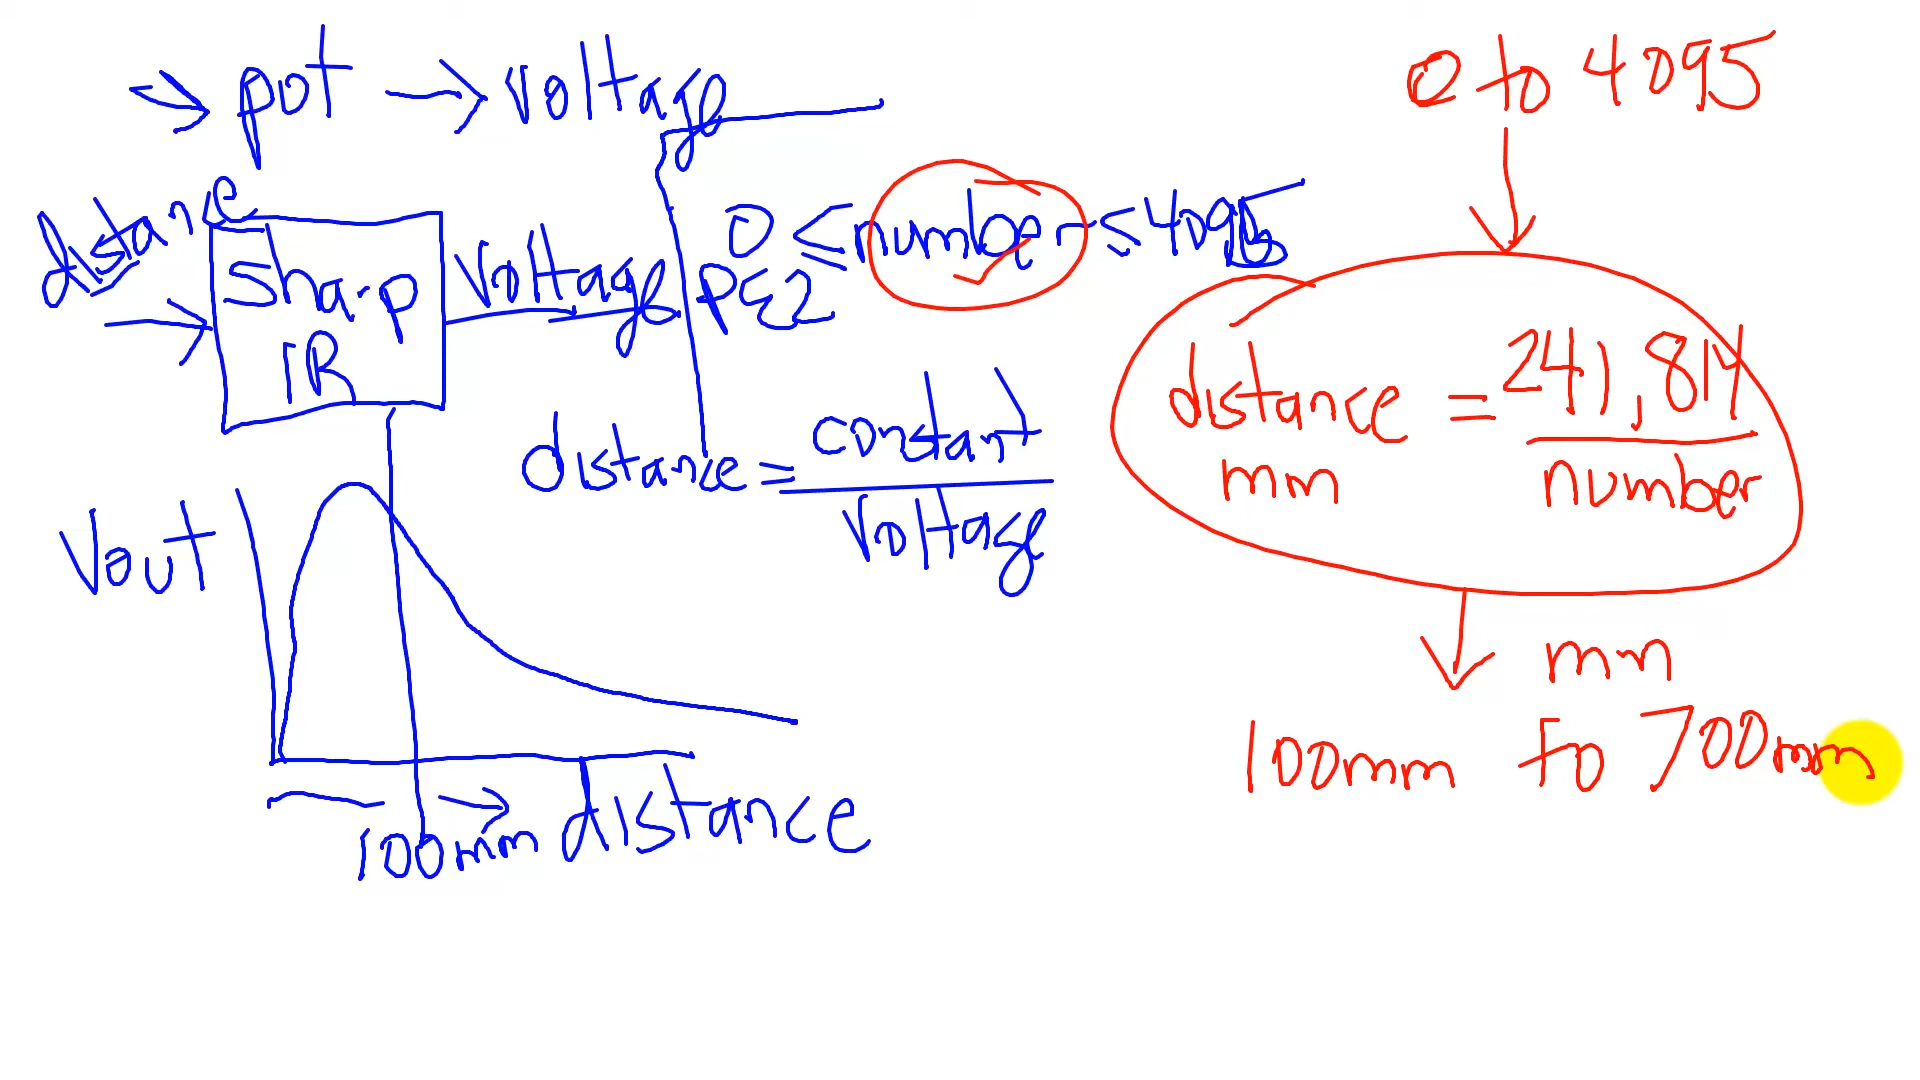 → pot → voltage
distance
Sharp
IR
Voltage
PE2
0 ≤ number ≤ 4095
distance = constant / voltage
Vout
100mm
distance
0 to 4095
distance = 241,814 / number
mm
mm
100mm to 700mm